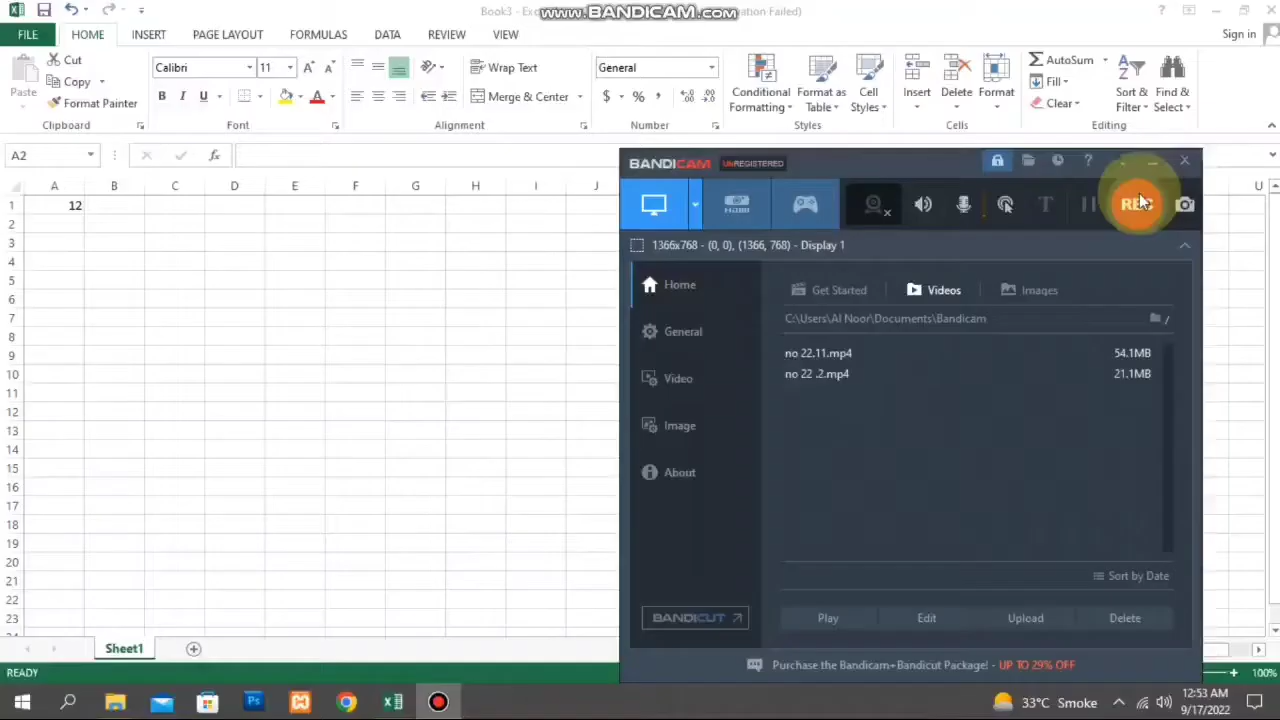 Book3 - Exc
www.BANDICAM.com
ation Failed)
FILE HOME INSERT PAGE LAYOUT FORMULAS DATA REVIEW VIEW Sign in
Paste
Cut
Copy
Format Painter
Calibri 11
B I U
Wrap Text
Merge & Center
General
$ % ,
Conditional Formatting
Format as Table
Cell Styles
Insert
Delete
Format
AutoSum
Fill
Clear
Sort & Filter
Find & Select
Clipboard Font Alignment Number Styles Cells Editing
A2
fx
A B C D E F G H I J U
1 12
2
3
4
5
6
7
8
9
10
11
12
13
14
15
16
17
18
19
20
21
22
23
BANDICAM UNREGISTERED
HDMI T REC
1366x768 - (0, 0), (1366, 768) - Display 1
Home
General
Video
Image
About
BANDICUT
Get Started Videos Images
C:\Users\Al Noor\Documents\Bandicam
no 22.11.mp4 54.1MB
no 22 .2.mp4 21.1MB
Sort by Date
Play Edit Upload Delete
Purchase the Bandicam+Bandicut Package! - UP TO 29% OFF
Sheet1
READY
100%
33°C Smoke
12:53 AM
9/17/2022